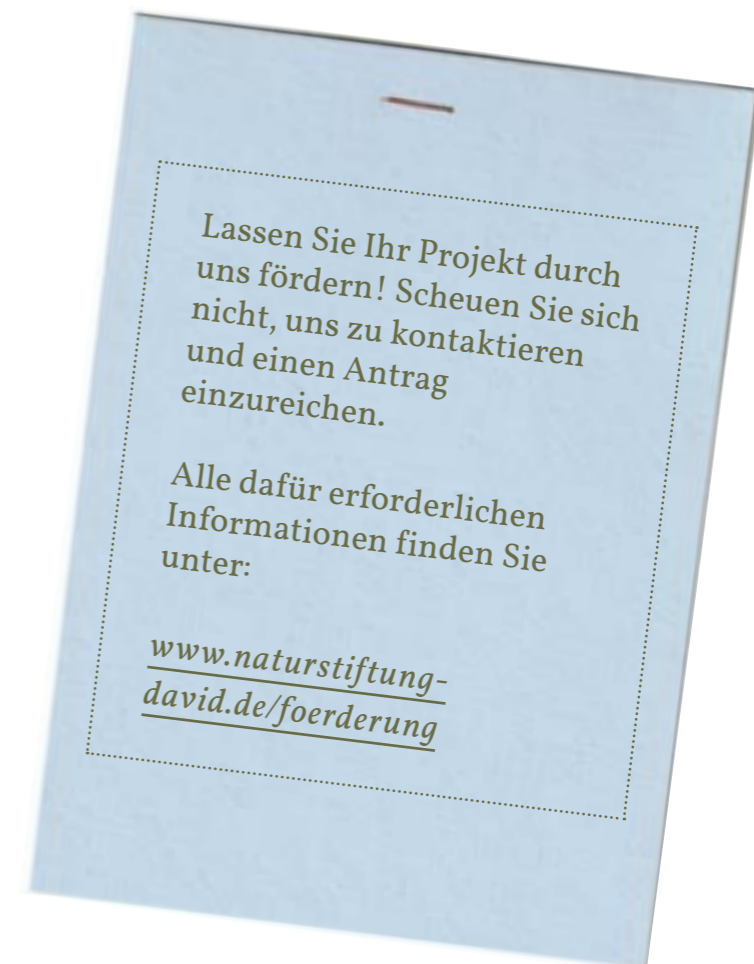 Lassen Sie Ihr Projekt durch
uns fördern! Scheuen Sie sich
nicht, uns zu kontaktieren
und einen Antrag
einzureichen.
Alle dafür erforderlichen
Informationen finden Sie
unter:
www.naturstiftung-
david.de/foerderung